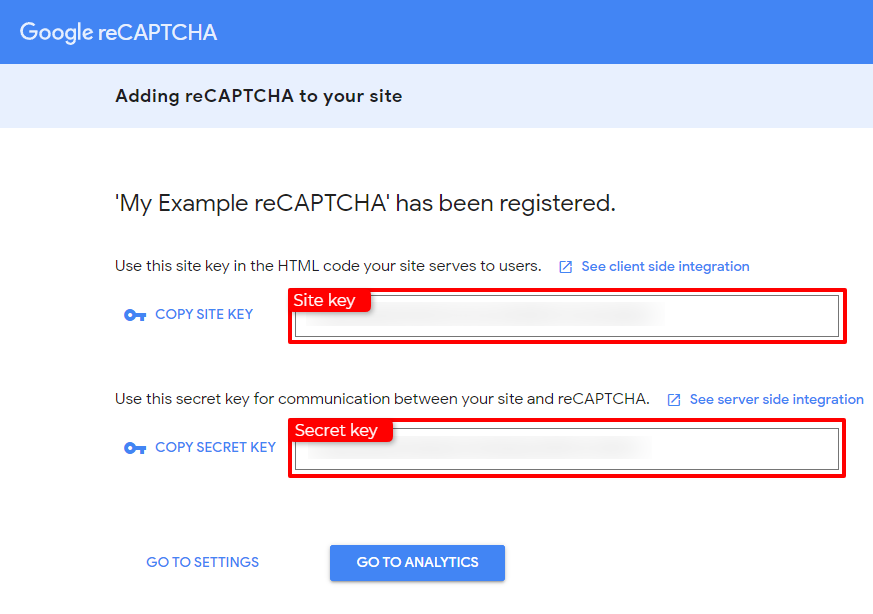 Google reCAPTCHA
Adding reCAPTCHA to your site
'My Example reCAPTCHA' has been registered.
Use this site key in the HTML code your site serves to users. See client side integration
Site key
COPY SITE KEY
Use this secret key for communication between your site and reCAPTCHA. See server side integration
Secret key
COPY SECRET KEY
GO TO SETTINGS GO TO ANALYTICS